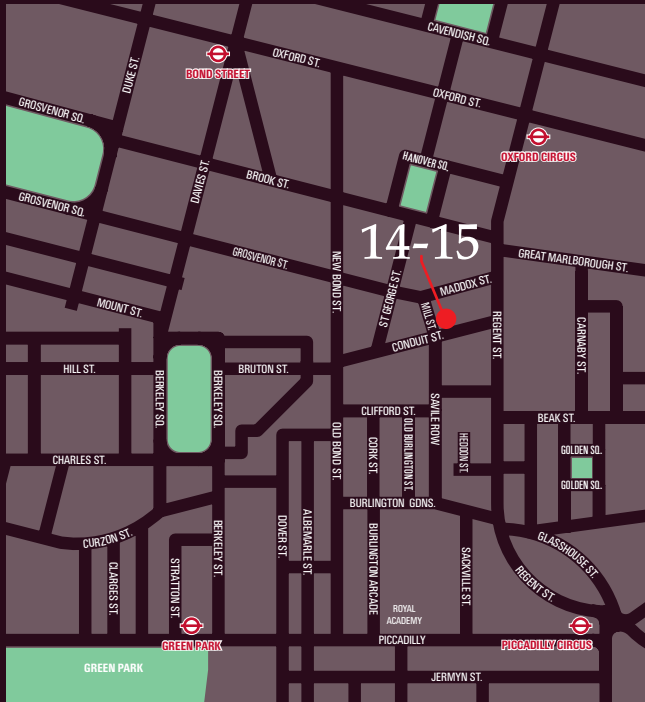 CAVENDISH SQ.
DUKE ST.
BOND STREET
OXFORD ST.
OXFORD ST.
GROSVENOR SQ.
OXFORD CIRCUS
HANOVER SQ.
DAVIES ST.
BROOK ST.
GROSVENOR SQ.
14-15
GROSVENOR ST.
NEW BOND ST.
ST GEORGE ST.
MADDOX ST.
GREAT MARLBOROUGH ST.
MOUNT ST.
MILL ST.
REGENT ST.
CARNABY ST.
CONDUIT ST.
HILL ST.
BERKELEY SQ.
BERKELEY SQ.
BRUTON ST.
CLIFFORD ST.
SAVILE ROW
BEAK ST.
OLD BOND ST.
CORK ST.
OLD BURLINGTON ST.
HEDDON ST.
GOLDEN SQ.
GOLDEN SQ.
CHARLES ST.
BURLINGTON GDNS.
CURZON ST.
BERKELEY ST.
DOVER ST.
ALBEMARLE ST.
BURLINGTON ARCADE
SACKVILLE ST.
GLASSHOUSE ST.
REGENT ST.
CLARGES ST.
STRATTON ST.
ROYAL
ACADEMY
GREEN PARK
PICCADILLY
PICCADILLY CIRCUS
GREEN PARK
JERMYN ST.